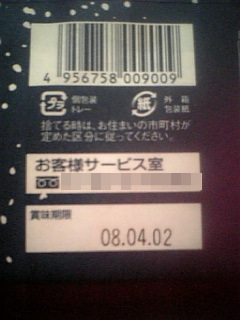 4 956758 009009
プラ 個包装 トレー 紙 外箱 包装紙
捨てる時は、お住まいの市町村が
定めた区分に従ってください。
お客様サービス室
賞味期限
08.04.02